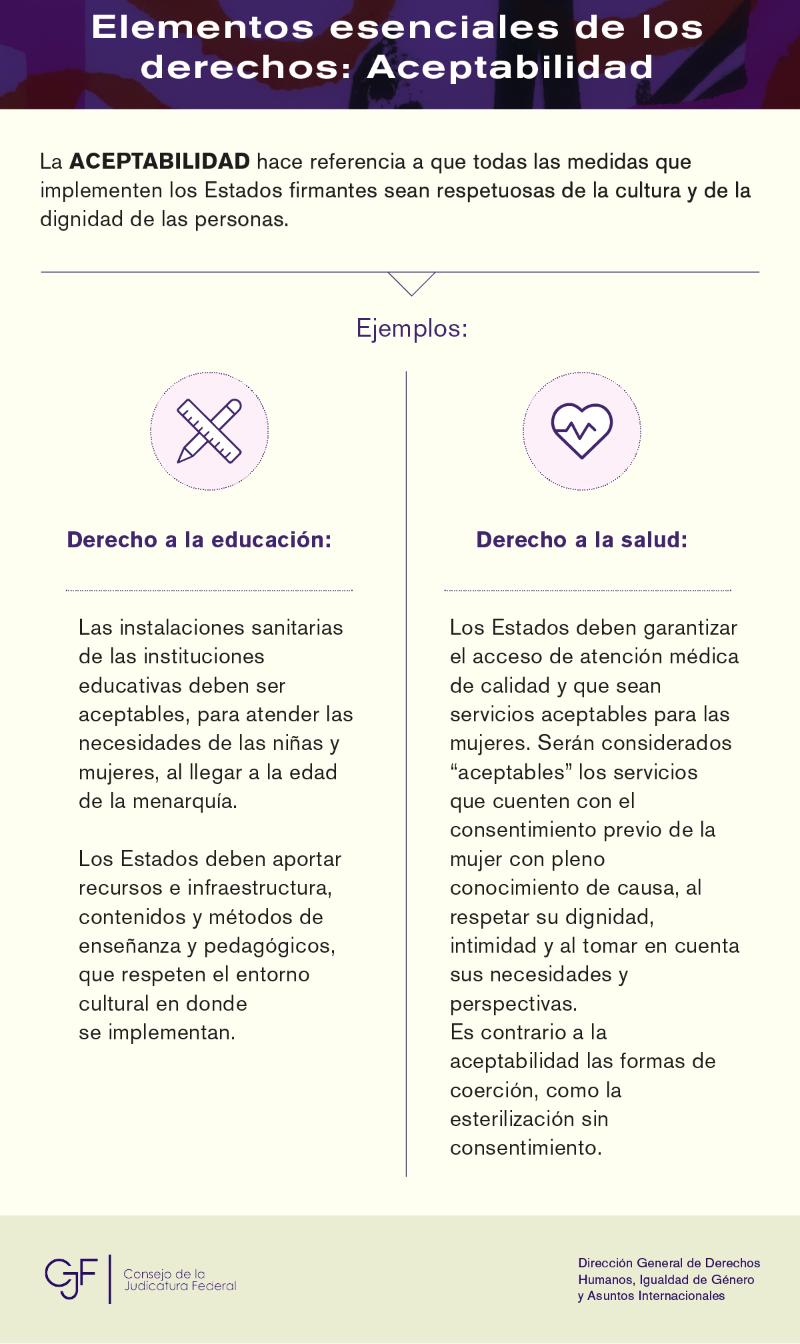 Elementos esenciales de los
derechos: Aceptabilidad
La ACEPTABILIDAD hace referencia a que todas las medidas que
implementen los Estados firmantes sean respetuosas de la cultura y de la
dignidad de las personas.
Ejemplos:
Derecho a la educación:
Las instalaciones sanitarias
de las instituciones
educativas deben ser
aceptables, para atender las
necesidades de las niñas y
mujeres, al llegar a la edad
de la menarquía.
Los Estados deben aportar
recursos e infraestructura,
contenidos y métodos de
enseñanza y pedagógicos,
que respeten el entorno
cultural en donde
se implementan.
Derecho a la salud:
Los Estados deben garantizar
el acceso de atención médica
de calidad y que sean
servicios aceptables para las
mujeres. Serán considerados
“aceptables” los servicios
que cuenten con el
consentimiento previo de la
mujer con pleno
conocimiento de causa, al
respetar su dignidad,
intimidad y al tomar en cuenta
sus necesidades y
perspectivas.
Es contrario a la
aceptabilidad las formas de
coerción, como la
esterilización sin
consentimiento.
CJF
Consejo de la
Judicatura Federal
Dirección General de Derechos
Humanos, Igualdad de Género
y Asuntos Internacionales